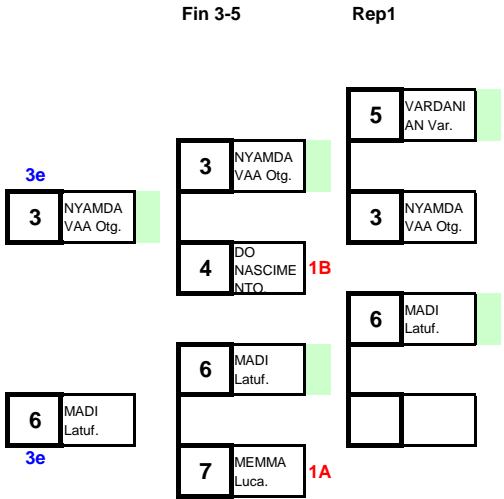 Fin 3-5
Rep1
5
VARDANI
AN Var.
3
NYAMDA
VAA Otg.
3e
3
NYAMDA
VAA Otg.
3
NYAMDA
VAA Otg.
4
DO
NASCIME
NTO.
1B
6
MADI
Latuf.
6
MADI
Latuf.
6
MADI
Latuf.
3e
7
MEMMA
Luca.
1A